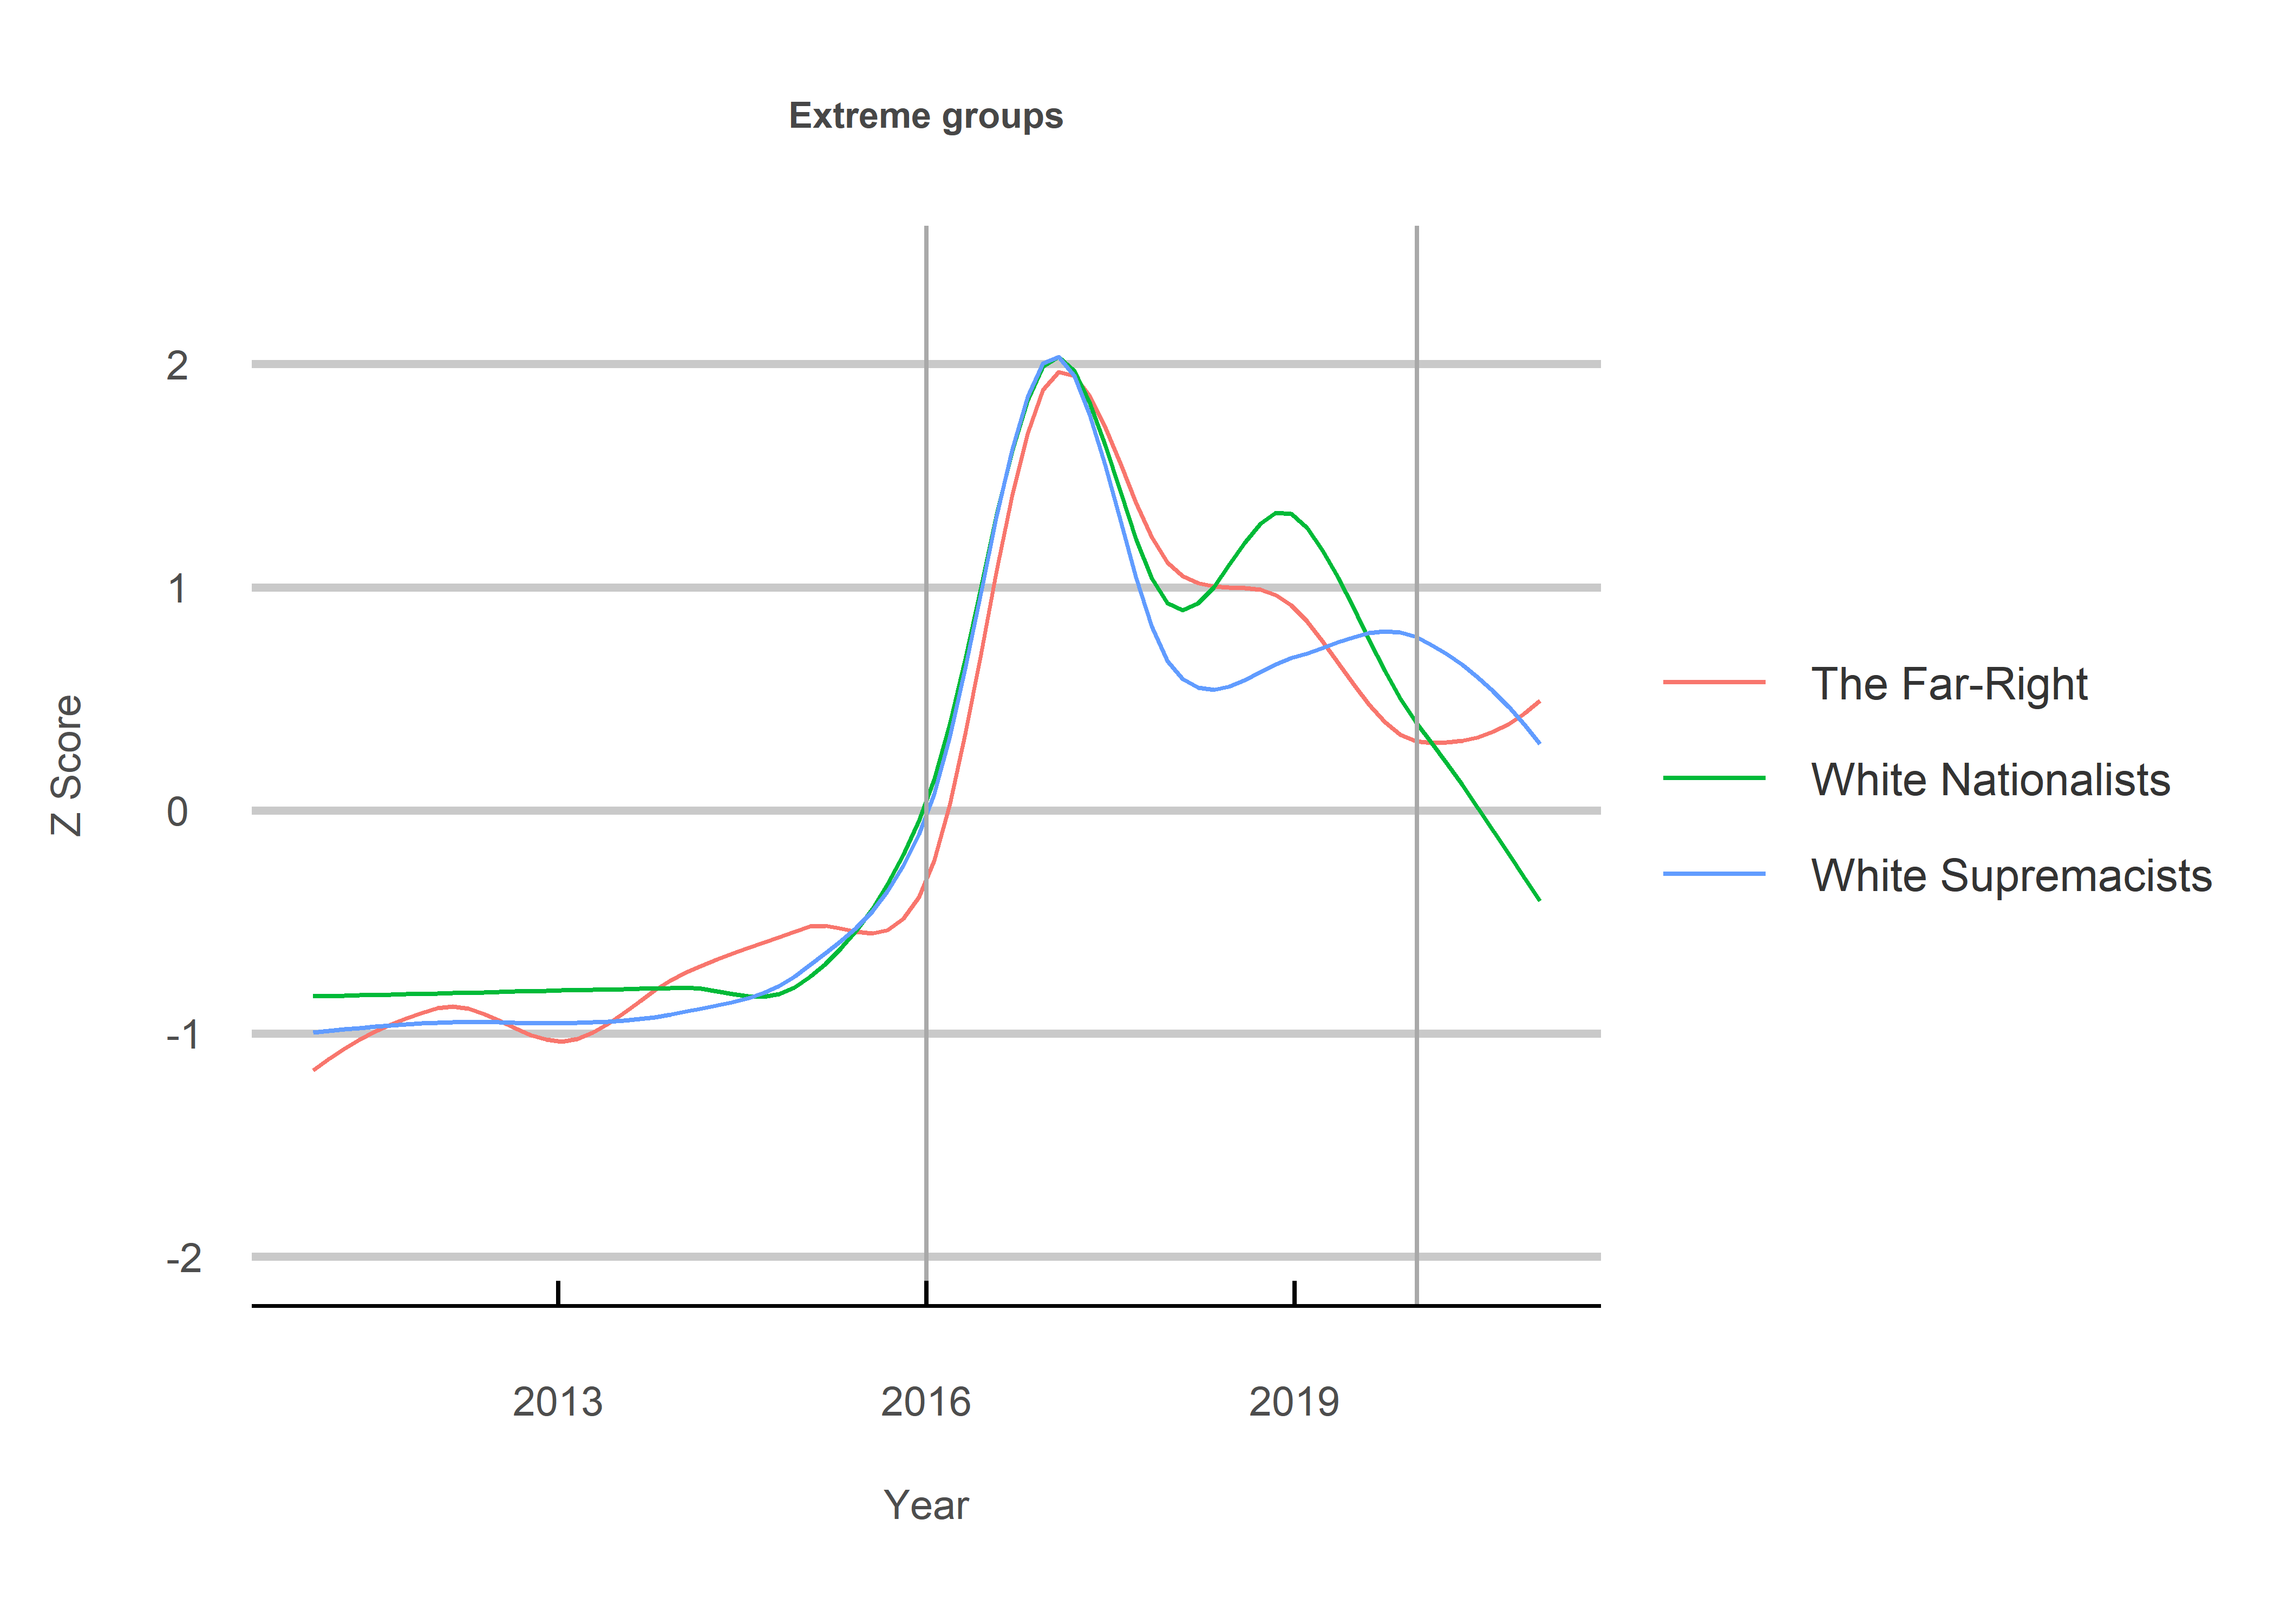 Extreme groups
2
1
0
-1
-2
Z Score
The Far-Right
White Nationalists
White Supremacists
2013
2016
2019
Year